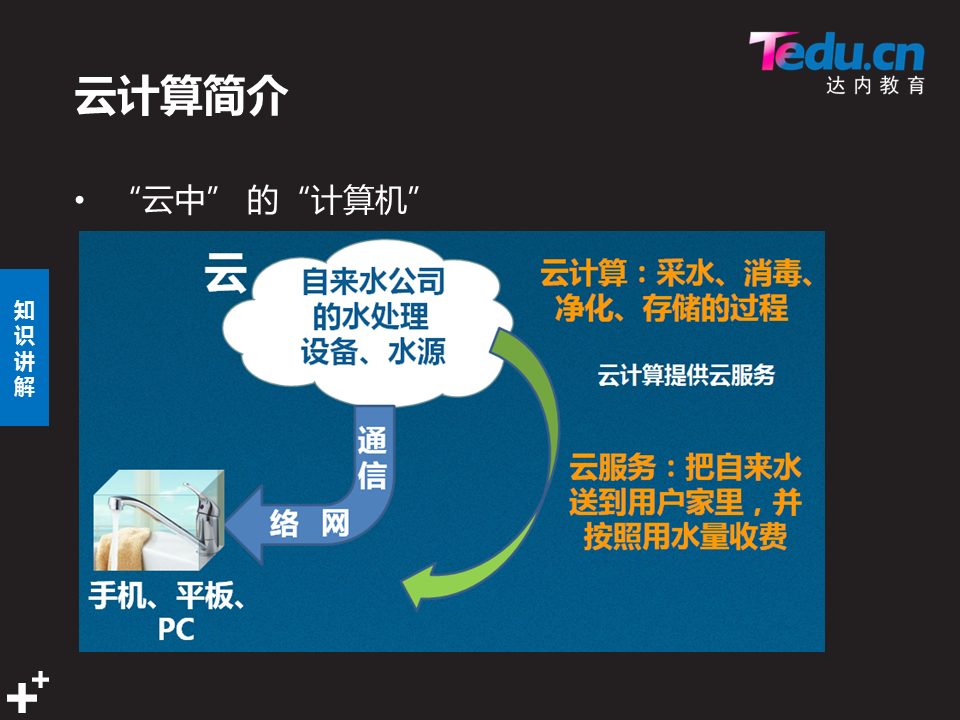 Tedu.cn
达内教育
云计算简介
• “云中” 的“计算机”
知识讲解
云
自来水公司
的水处理
设备、水源
云计算：采水、消毒、
净化、存储的过程
云计算提供云服务
通信
络 网
云服务：把自来水
送到用户家里，并
按照用水量收费
手机、平板、
PC